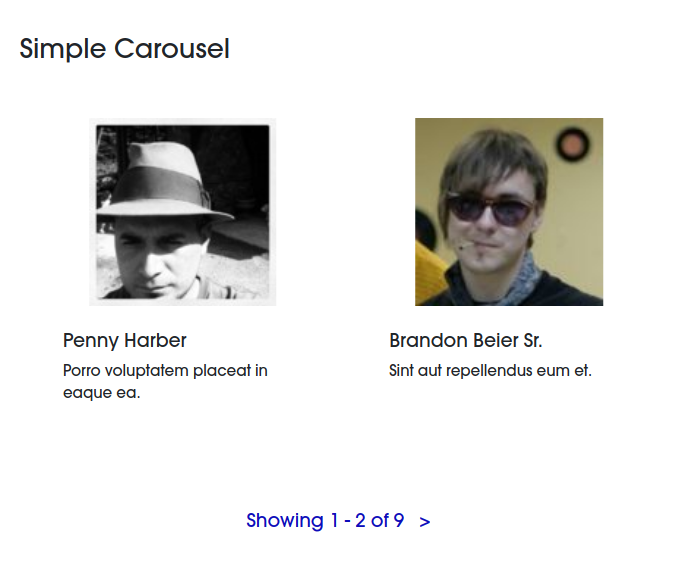 Simple Carousel
Penny Harber
Porro voluptatem placeat in
eaque ea.
Brandon Beier Sr.
Sint aut repellendus eum et.
Showing 1 - 2 of 9 >